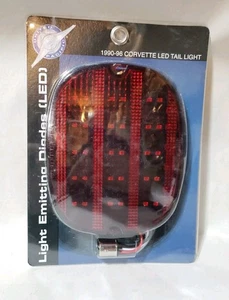 1990-96 CORVETTE LED TAIL LIGHT
Light Emitting Diodes (LED)